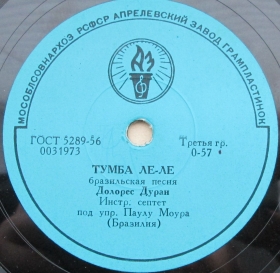 МОСОБЛСОВНАРХОЗ РСФСР АПРЕЛЕВСКИЙ ЗАВОД ГРАМПЛАСТИНОК
ГОСТ 5289-56
0031973
Третья гр.
0-57
ТУМБА ЛЕ-ЛЕ
бразильская песня
Долорес Дуран
Инстр. септет
под упр. Паулу Моура
(Бразилия)